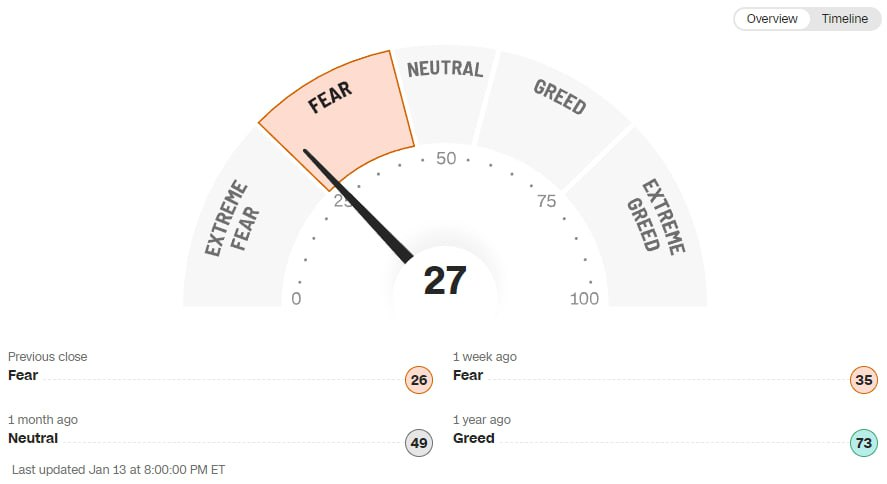 Overview
Timeline
EXTREME
FEAR
FEAR
NEUTRAL
GREED
EXTREME
GREED
0
25
50
75
100
27
Previous close
Fear
26
1 week ago
Fear
35
1 month ago
Neutral
49
1 year ago
Greed
73
Last updated Jan 13 at 8:00:00 PM ET